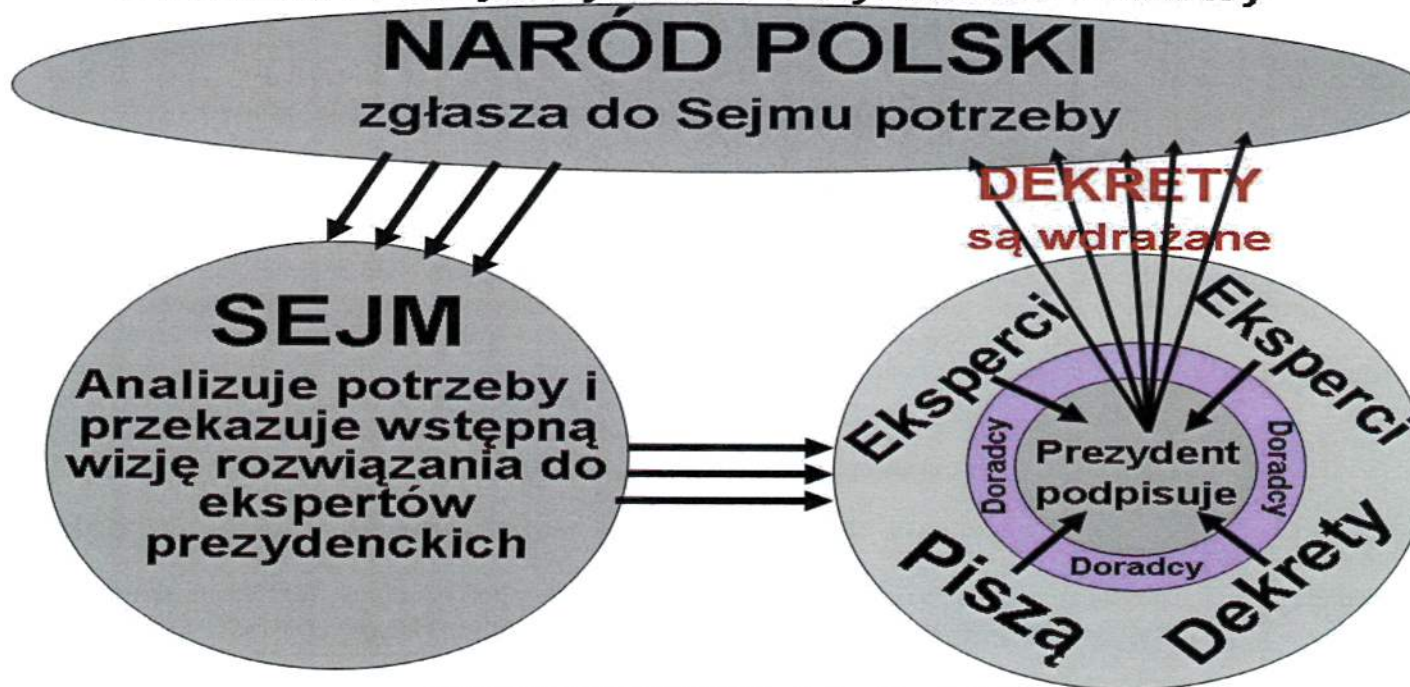 NARÓD POLSKI
zgłasza do Sejmu potrzeby
DEKRETY
są wdrażane
SEJM
Analizuje potrzeby i
przekazuje wstępną
wizję rozwiązania do
ekspertów
prezydenckich
Eksperci
Eksperci
Doradcy
Prezydent
podpisuje
Doradcy
Doradcy
Piszą
Dekrety